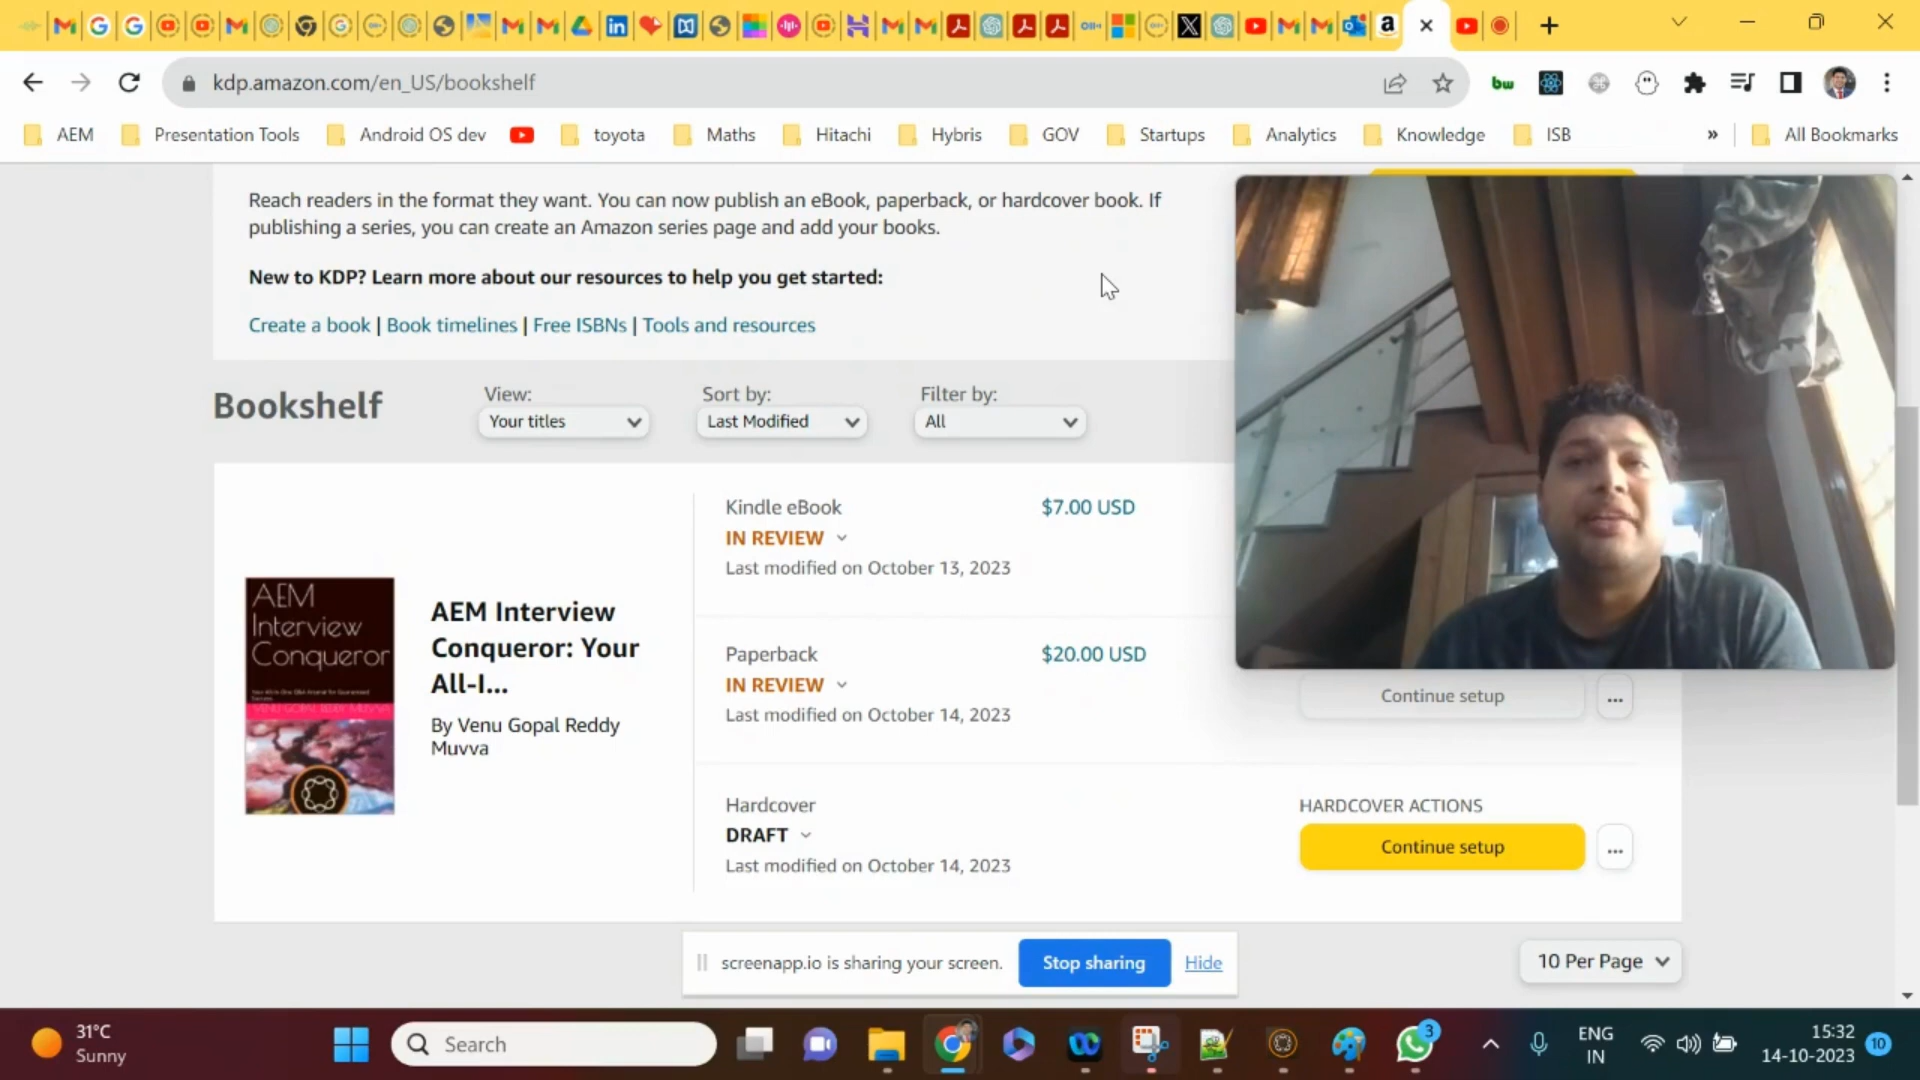 kdp.amazon.com/en_US/bookshelf
bw
AEM
Presentation Tools
Android OS dev
toyota
Maths
Hitachi
Hybris
GOV
Startups
Analytics
Knowledge
ISB
»
All Bookmarks
Reach readers in the format they want. You can now publish an eBook, paperback, or hardcover book. If
publishing a series, you can create an Amazon series page and add your books.
New to KDP? Learn more about our resources to help you get started:
Create a book | Book timelines | Free ISBNs | Tools and resources
Bookshelf
View:
Your titles
Sort by:
Last Modified
Filter by:
All
AEM
Interview
Conqueror
AEM Interview
Conqueror: Your
All-I...
By Venu Gopal Reddy
Muvva
Kindle eBook
$7.00 USD
IN REVIEW
Last modified on October 13, 2023
Paperback
$20.00 USD
IN REVIEW
Last modified on October 14, 2023
Continue setup
...
Hardcover
DRAFT
Last modified on October 14, 2023
HARDCOVER ACTIONS
Continue setup
...
screenapp.io is sharing your screen.
Stop sharing
Hide
10 Per Page
31°C
Sunny
Search
3
ENG
IN
15:32
14-10-2023
10